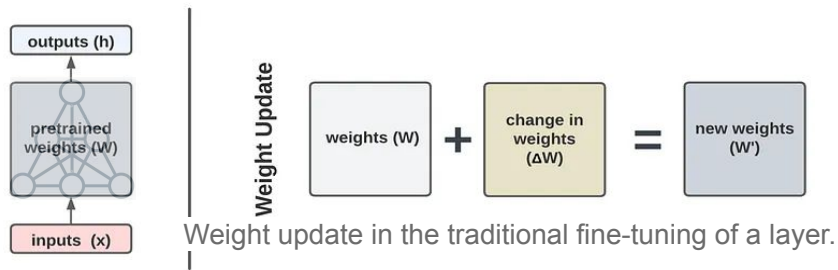 outputs (h)
pretrained
weights (W)
inputs (x)
Weight Update
weights (W)
+
change in
weights
(ΔW)
=
new weights
(W')
Weight update in the traditional fine-tuning of a layer.